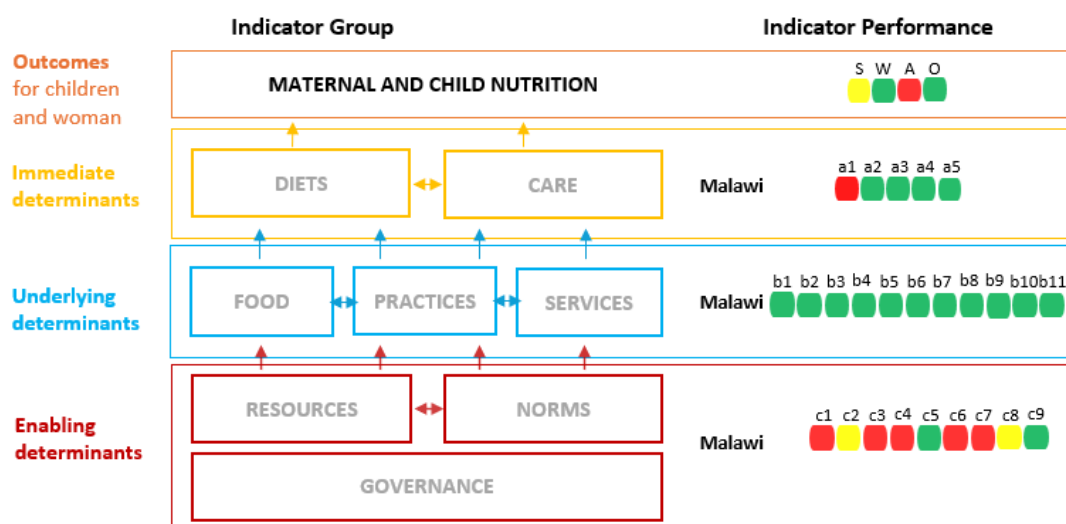 Indicator Group Indicator Performance
Outcomes
for children
and woman
MATERNAL AND CHILD NUTRITION
S W A O
Immediate
determinants
DIETS CARE
Malawi
a1 a2 a3 a4 a5
Underlying
determinants
FOOD PRACTICES SERVICES
Malawi
b1 b2 b3 b4 b5 b6 b7 b8 b9 b10 b11
Enabling
determinants
RESOURCES NORMS
GOVERNANCE
Malawi
c1 c2 c3 c4 c5 c6 c7 c8 c9